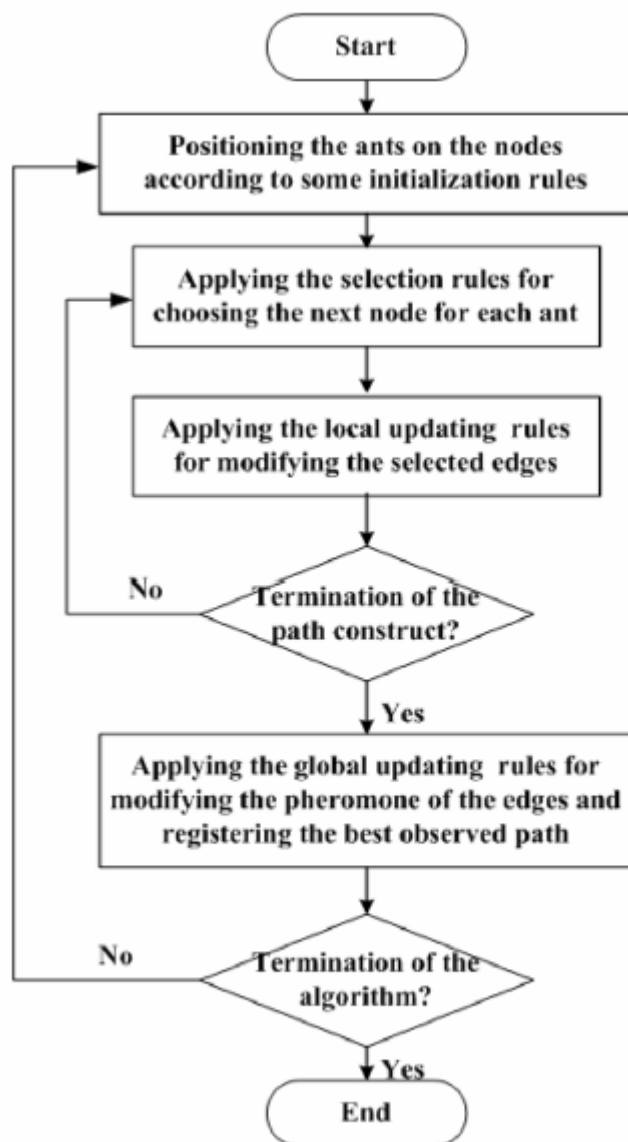 Start
Positioning the ants on the nodes
according to some initialization rules
Applying the selection rules for
choosing the next node for each ant
Applying the local updating rules
for modifying the selected edges
No
Termination of the
path construct?
Yes
Applying the global updating rules for
modifying the pheromone of the edges and
registering the best observed path
No
Termination of the
algorithm?
Yes
End